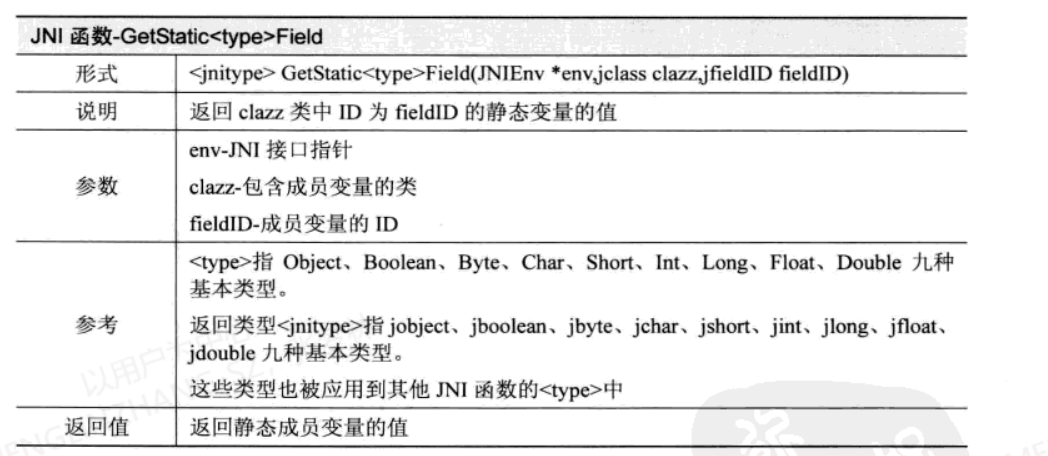 JNI 函数-GetStatic<type>Field
形式
<jnitype> GetStatic<type>Field(JNIEnv *env,jclass clazz,jfieldID fieldID)
说明
返回 clazz 类中 ID 为 fieldID 的静态变量的值
参数
env-JNI 接口指针
clazz-包含成员变量的类
fieldID-成员变量的 ID
参考
<type>指 Object、Boolean、Byte、Char、Short、Int、Long、Float、Double 九种
基本类型。
返回类型<jnitype>指 jobject、jboolean、jbyte、jchar、jshort、jint、jlong、jfloat、
jdouble 九种基本类型。
这些类型也被应用到其他 JNI 函数的<type>中
返回值
返回静态成员变量的值